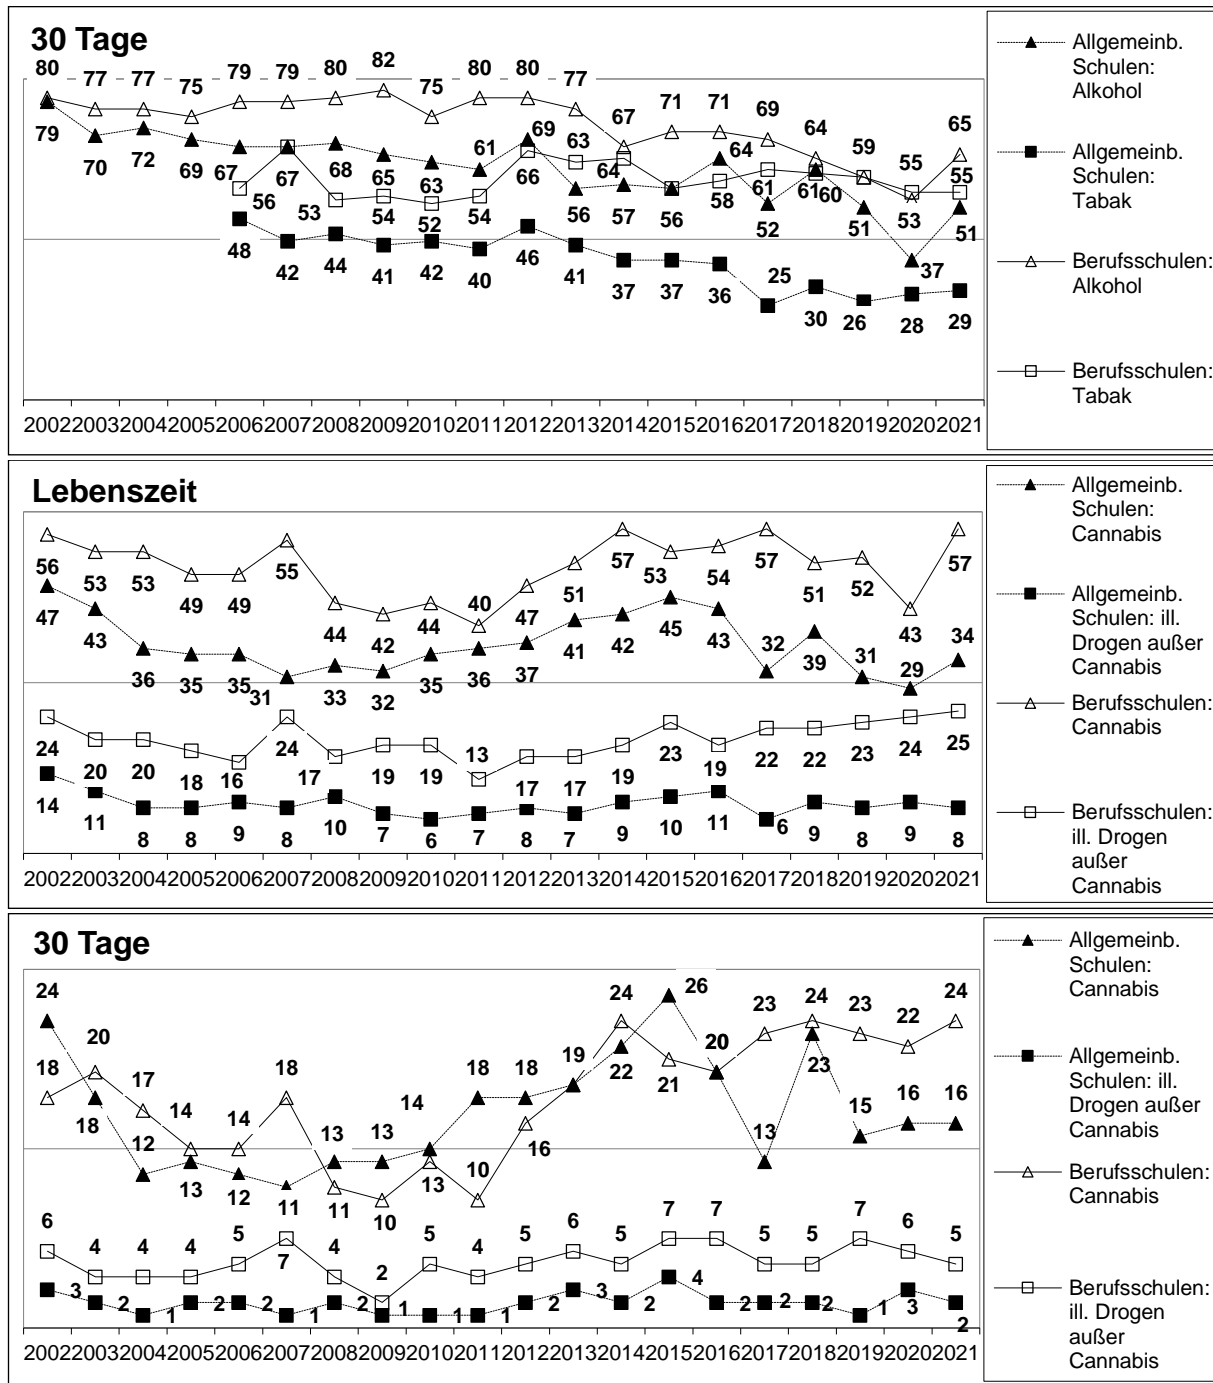 30 Tage
80 77 77 75 79 79 80 82 75 80 80 77 67 71 71 69 64 59 55 65
79 70 72 69 67 67 68 65 63 61 69 56 57 56 64 52 61 51 37 51
56 53 54 52 54 66 63 64 58 61 60 53 55
48 42 44 41 42 40 46 41 37 37 36 25 30 26 28 29
2002 2003 2004 2005 2006 2007 2008 2009 2010 2011 2012 2013 2014 2015 2016 2017 2018 2019 2020 2021
Allgemeinb.
Schulen:
Alkohol
Allgemeinb.
Schulen:
Tabak
Berufsschulen:
Alkohol
Berufsschulen:
Tabak
Lebenszeit
56 53 53 49 49 55 44 42 44 40 47 51 57 53 54 57 51 52 43 57
47 43 36 35 35 31 33 32 35 36 37 41 42 45 43 32 39 31 29 34
24 20 20 18 16 24 17 19 19 13 17 17 19 23 19 22 22 23 24 25
14 11 8 8 9 8 10 7 6 7 8 7 9 10 11 6 9 8 9 8
2002 2003 2004 2005 2006 2007 2008 2009 2010 2011 2012 2013 2014 2015 2016 2017 2018 2019 2020 2021
Allgemeinb.
Schulen:
Cannabis
Allgemeinb.
Schulen: ill.
Drogen außer
Cannabis
Berufsschulen:
Cannabis
Berufsschulen:
ill. Drogen
außer
Cannabis
30 Tage
24 18 12 13 12 11 13 13 14 18 18 19 22 26 20 13 23 15 16 16
18 20 17 14 14 18 11 10 13 10 16 24 21 23 24 23 22 24
6 4 4 4 5 7 4 2 5 4 5 6 5 7 7 5 5 7 6 5
3 2 1 2 2 1 2 1 1 1 2 3 2 4 2 2 2 1 3 2
2002 2003 2004 2005 2006 2007 2008 2009 2010 2011 2012 2013 2014 2015 2016 2017 2018 2019 2020 2021
Allgemeinb.
Schulen:
Cannabis
Allgemeinb.
Schulen: ill.
Drogen außer
Cannabis
Berufsschulen:
Cannabis
Berufsschulen:
ill. Drogen
außer
Cannabis